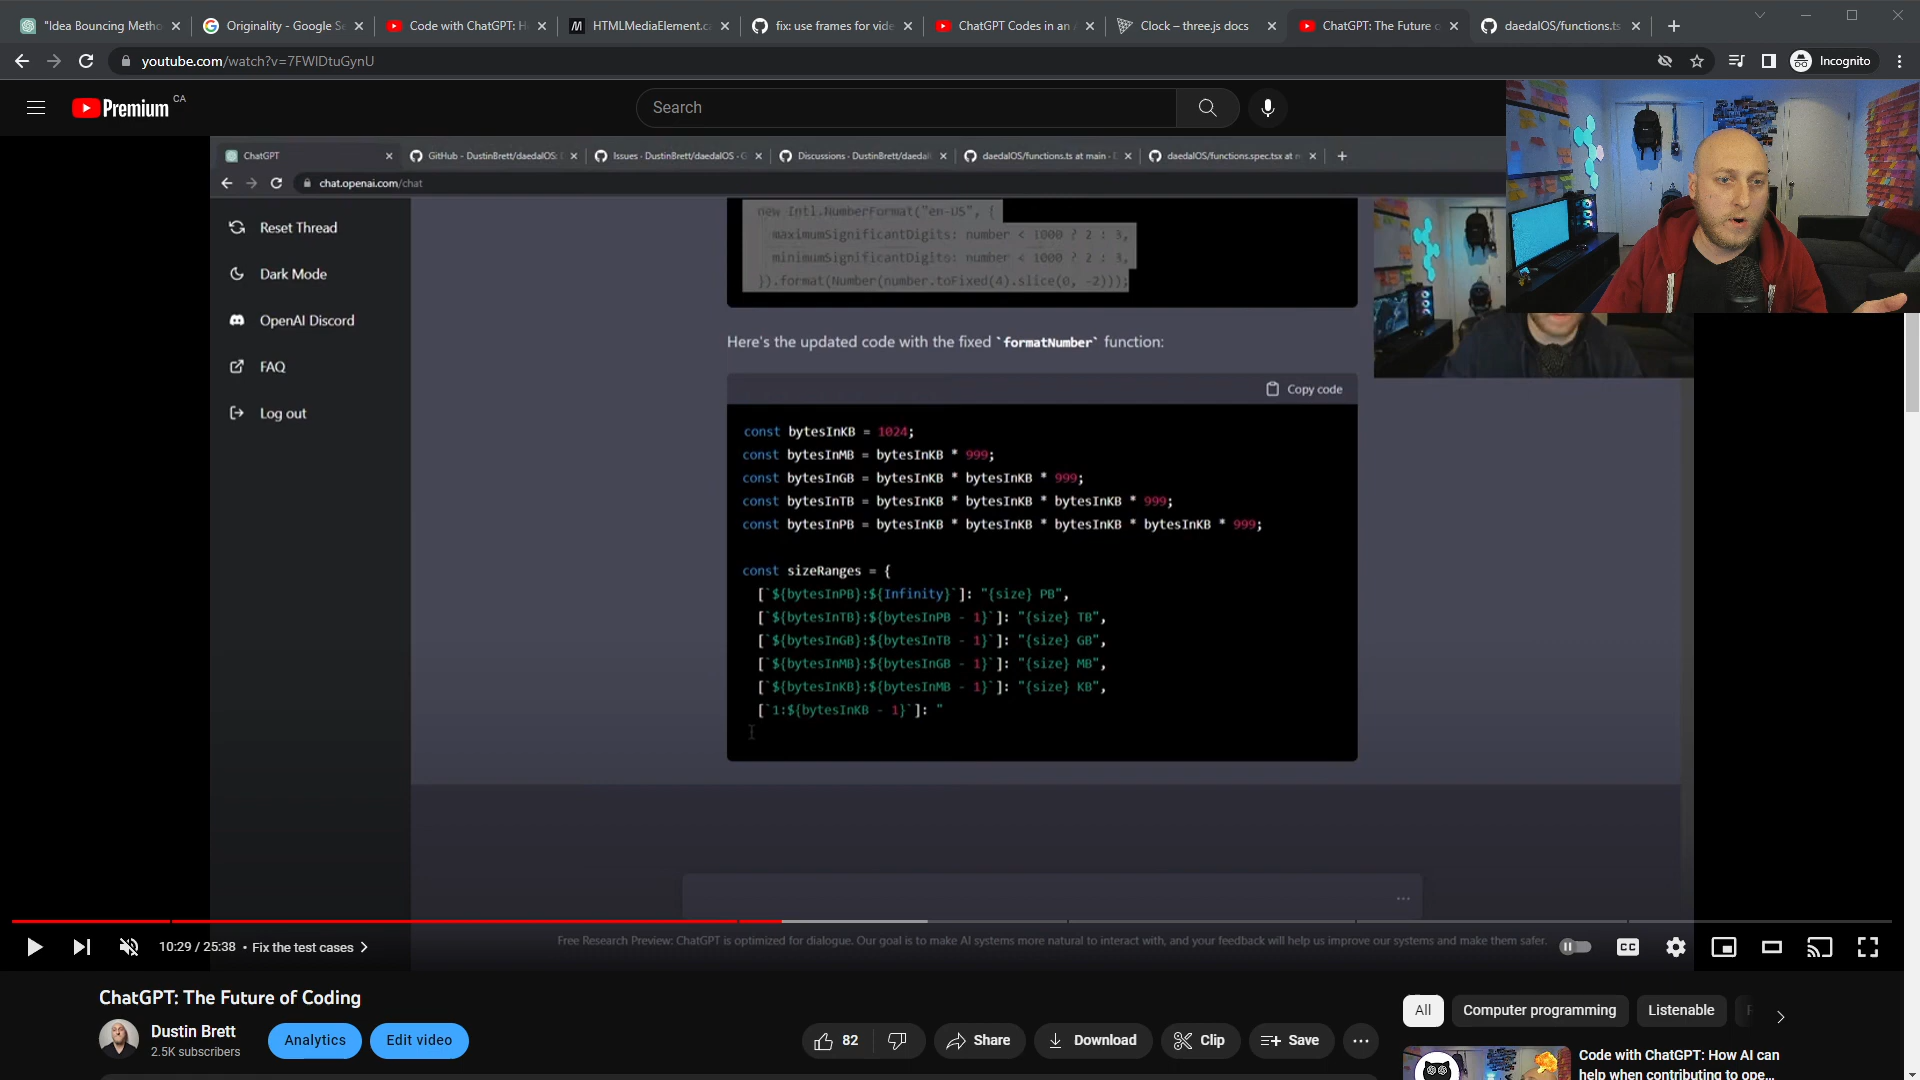 "Idea Bouncing Metho
Originality - Google Se
Code with ChatGPT: H
HTMLMediaElement.c
fix: use frames for vide
ChatGPT Codes in an
Clock – three.js docs
ChatGPT: The Future o
daedalOS/functions.ts
youtube.com/watch?v=7FWlDtuGynU
Incognito
Premium CA
Search
ChatGPT
GitHub - DustinBrett/daedalOS:
Issues · DustinBrett/daedalOS · G
Discussions · DustinBrett/daedal
daedalOS/functions.ts at main ·
daedalOS/functions.spec.tsx at
chat.openai.com/chat
Reset Thread
Dark Mode
OpenAI Discord
FAQ
Log out
new Intl.NumberFormat("en-US", {
maximumSignificantDigits: number < 1000 ? 2 : 3,
minimumSignificantDigits: number < 1000 ? 2 : 3,
}).format(Number(number.toFixed(4).slice(0, -2)));
Here's the updated code with the fixed `formatNumber` function:
Copy code
const bytesInKB = 1024;
const bytesInMB = bytesInKB * 999;
const bytesInGB = bytesInKB * bytesInKB * 999;
const bytesInTB = bytesInKB * bytesInKB * bytesInKB * 999;
const bytesInPB = bytesInKB * bytesInKB * bytesInKB * bytesInKB * 999;
const sizeRanges = {
[`${bytesInPB}:${Infinity}`]: "{size} PB",
[`${bytesInTB}:${bytesInPB - 1}`]: "{size} TB",
[`${bytesInGB}:${bytesInTB - 1}`]: "{size} GB",
[`${bytesInMB}:${bytesInGB - 1}`]: "{size} MB",
[`${bytesInKB}:${bytesInMB - 1}`]: "{size} KB",
[`1:${bytesInKB - 1}`]: "
Free Research Preview: ChatGPT is optimized for dialogue. Our goal is to make AI systems more natural to interact with, and your feedback will help us improve our systems and make them safer.
10:29 / 25:38 • Fix the test cases
CC
ChatGPT: The Future of Coding
Dustin Brett
2.5K subscribers
Analytics
Edit video
82
Share
Download
Clip
Save
All
Computer programming
Listenable
Code with ChatGPT: How AI can
help when contributing to ope...